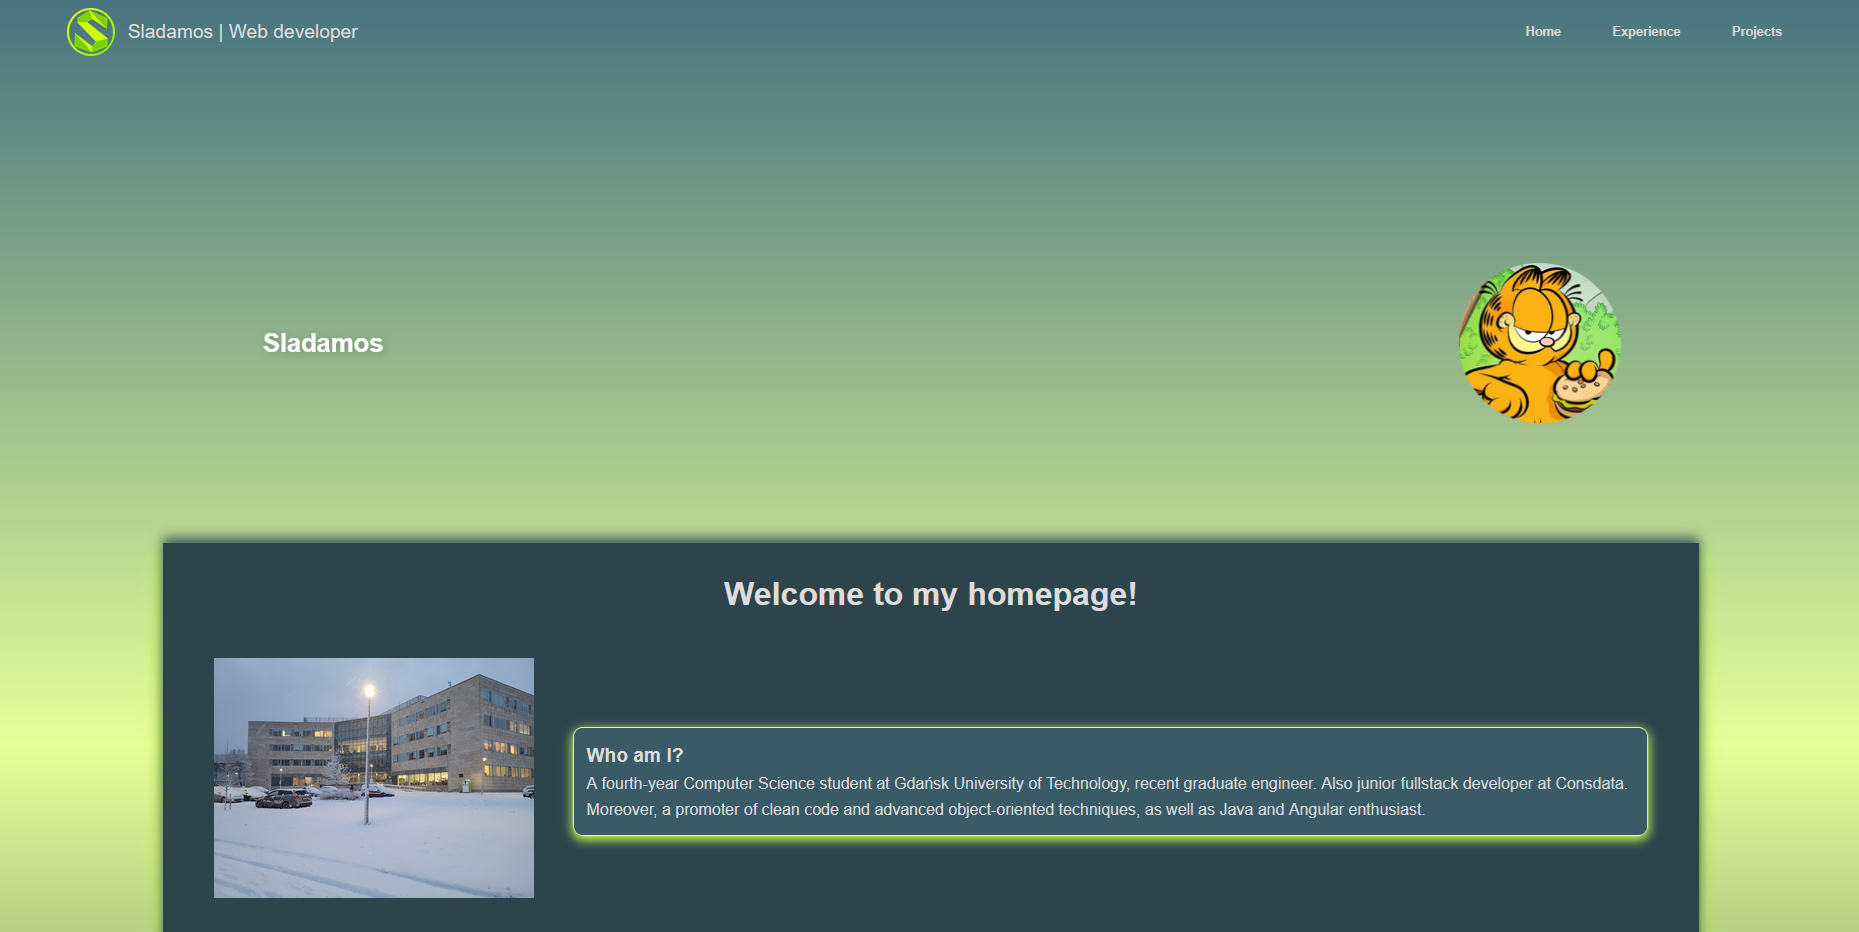 Sladamos | Web developer
Home
Experience
Projects
Sladamos
Welcome to my homepage!
Who am I?
A fourth-year Computer Science student at Gdańsk University of Technology, recent graduate engineer. Also junior fullstack developer at Consdata.
Moreover, a promoter of clean code and advanced object-oriented techniques, as well as Java and Angular enthusiast.